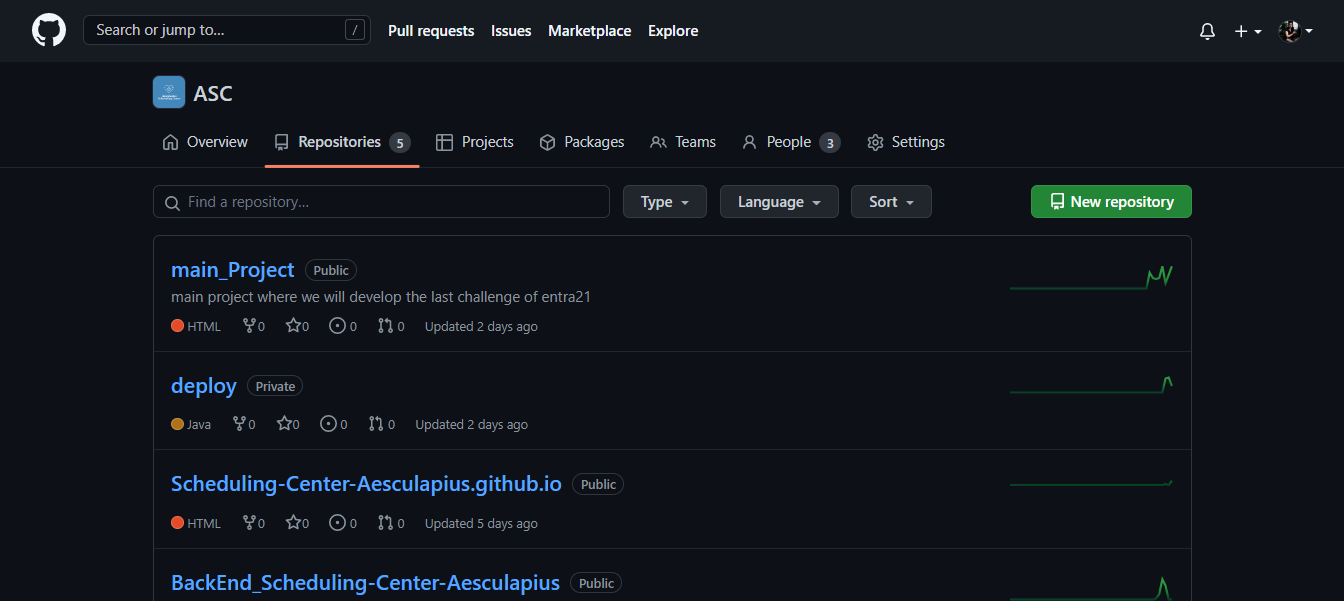 Search or jump to... /
Pull requests Issues Marketplace Explore
ASC
Overview Repositories 5 Projects Packages Teams People 3 Settings
Find a repository... Type Language Sort New repository
main_Project Public
main project where we will develop the last challenge of entra21
HTML 0 0 0 0 Updated 2 days ago
deploy Private
Java 0 0 0 0 Updated 2 days ago
Scheduling-Center-Aesculapius.github.io Public
HTML 0 0 0 0 Updated 5 days ago
BackEnd_Scheduling-Center-Aesculapius Public